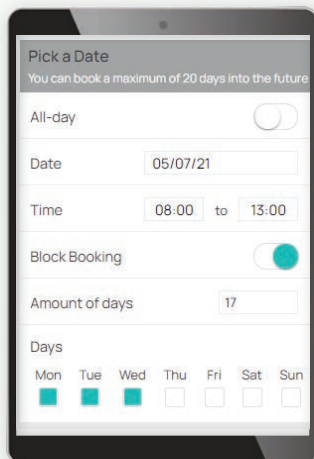 Pick a Date
You can book a maximum of 20 days into the future
All-day
Date 05/07/21
Time 08:00 to 13:00
Block Booking
Amount of days 17
Days
Mon Tue Wed Thu Fri Sat Sun